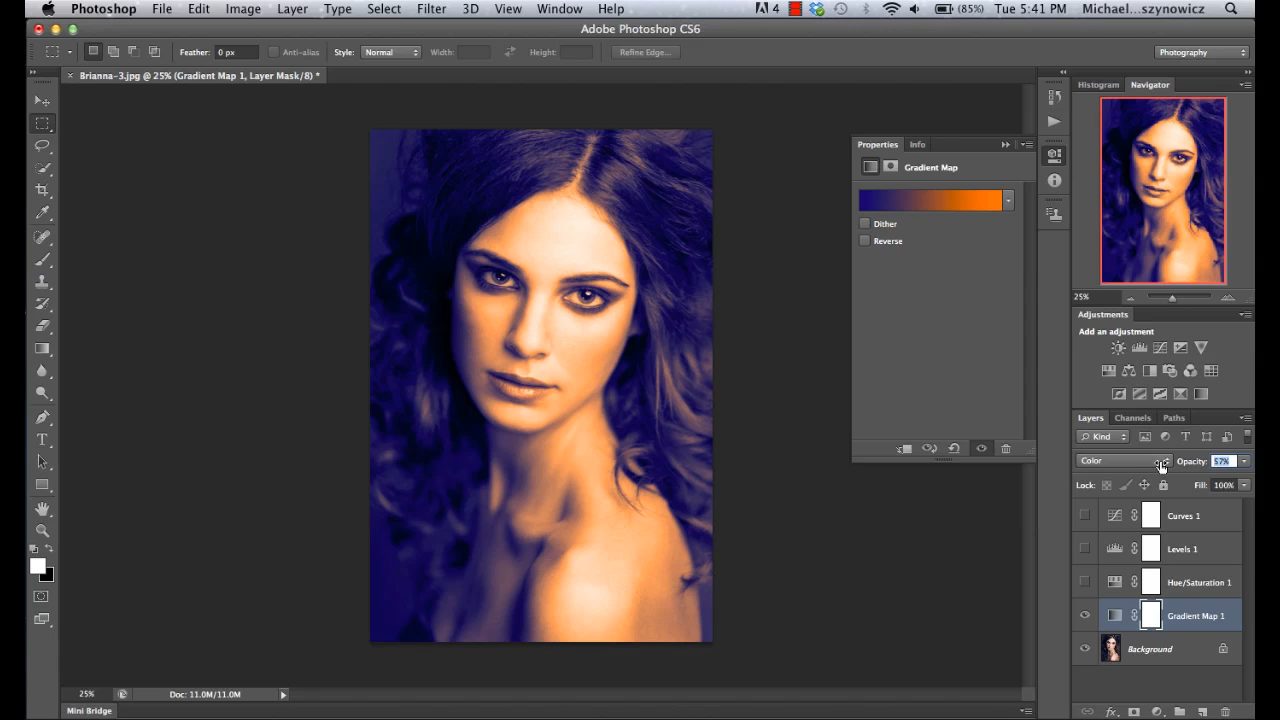 Photoshop File Edit Image Layer Type Select Filter 3D View Window Help
4 (85%) Tue 5:41 PM Michael...szynowicz
Adobe Photoshop CS6
Feather: 0 px Anti-alias Style: Normal Width: Height: Refine Edge... Photography
× Brianna-3.jpg @ 25% (Gradient Map 1, Layer Mask/8) *
Histogram Navigator
Properties Info
Gradient Map
Dither
Reverse
25%
Adjustments
Add an adjustment
Layers Channels Paths
Kind
Color Opacity: 57%
Lock: Fill: 100%
Curves 1
Levels 1
Hue/Saturation 1
Gradient Map 1
Background
25% Doc: 11.0M/11.0M
Mini Bridge